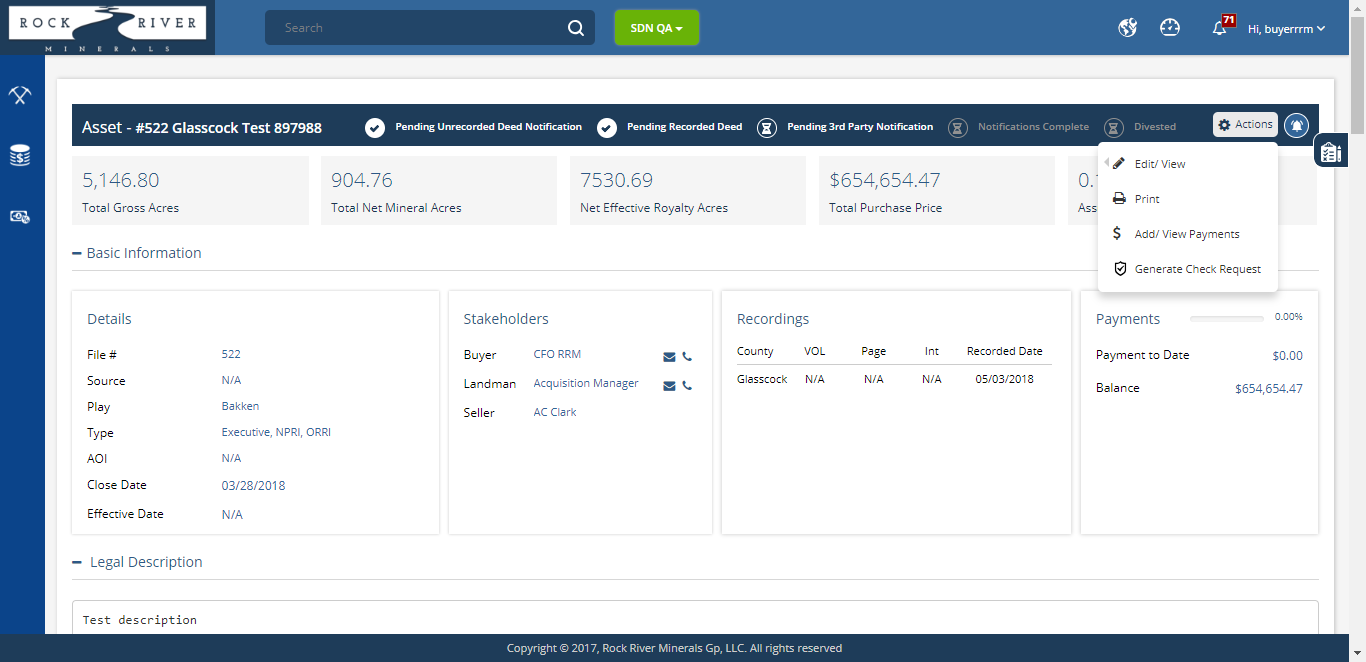 ROCK RIVER
MINERALS
Search
SDN QA
71
Hi, buyerrrm
Asset - #522 Glasscock Test 897988
Pending Unrecorded Deed Notification
Pending Recorded Deed
Pending 3rd Party Notification
Notifications Complete
Divested
Actions
Edit/ View
Print
Add/ View Payments
Generate Check Request
5,146.80
Total Gross Acres
904.76
Total Net Mineral Acres
7530.69
Net Effective Royalty Acres
$654,654.47
Total Purchase Price
Basic Information
Details
File # 522
Source N/A
Play Bakken
Type Executive, NPRI, ORRI
AOI N/A
Close Date 03/28/2018
Effective Date N/A
Stakeholders
Buyer CFO RRM
Landman Acquisition Manager
Seller AC Clark
Recordings
County VOL Page Int Recorded Date
Glasscock N/A N/A N/A 05/03/2018
Payments 0.00%
Payment to Date $0.00
Balance $654,654.47
Legal Description
Test description
Copyright © 2017, Rock River Minerals Gp, LLC. All rights reserved